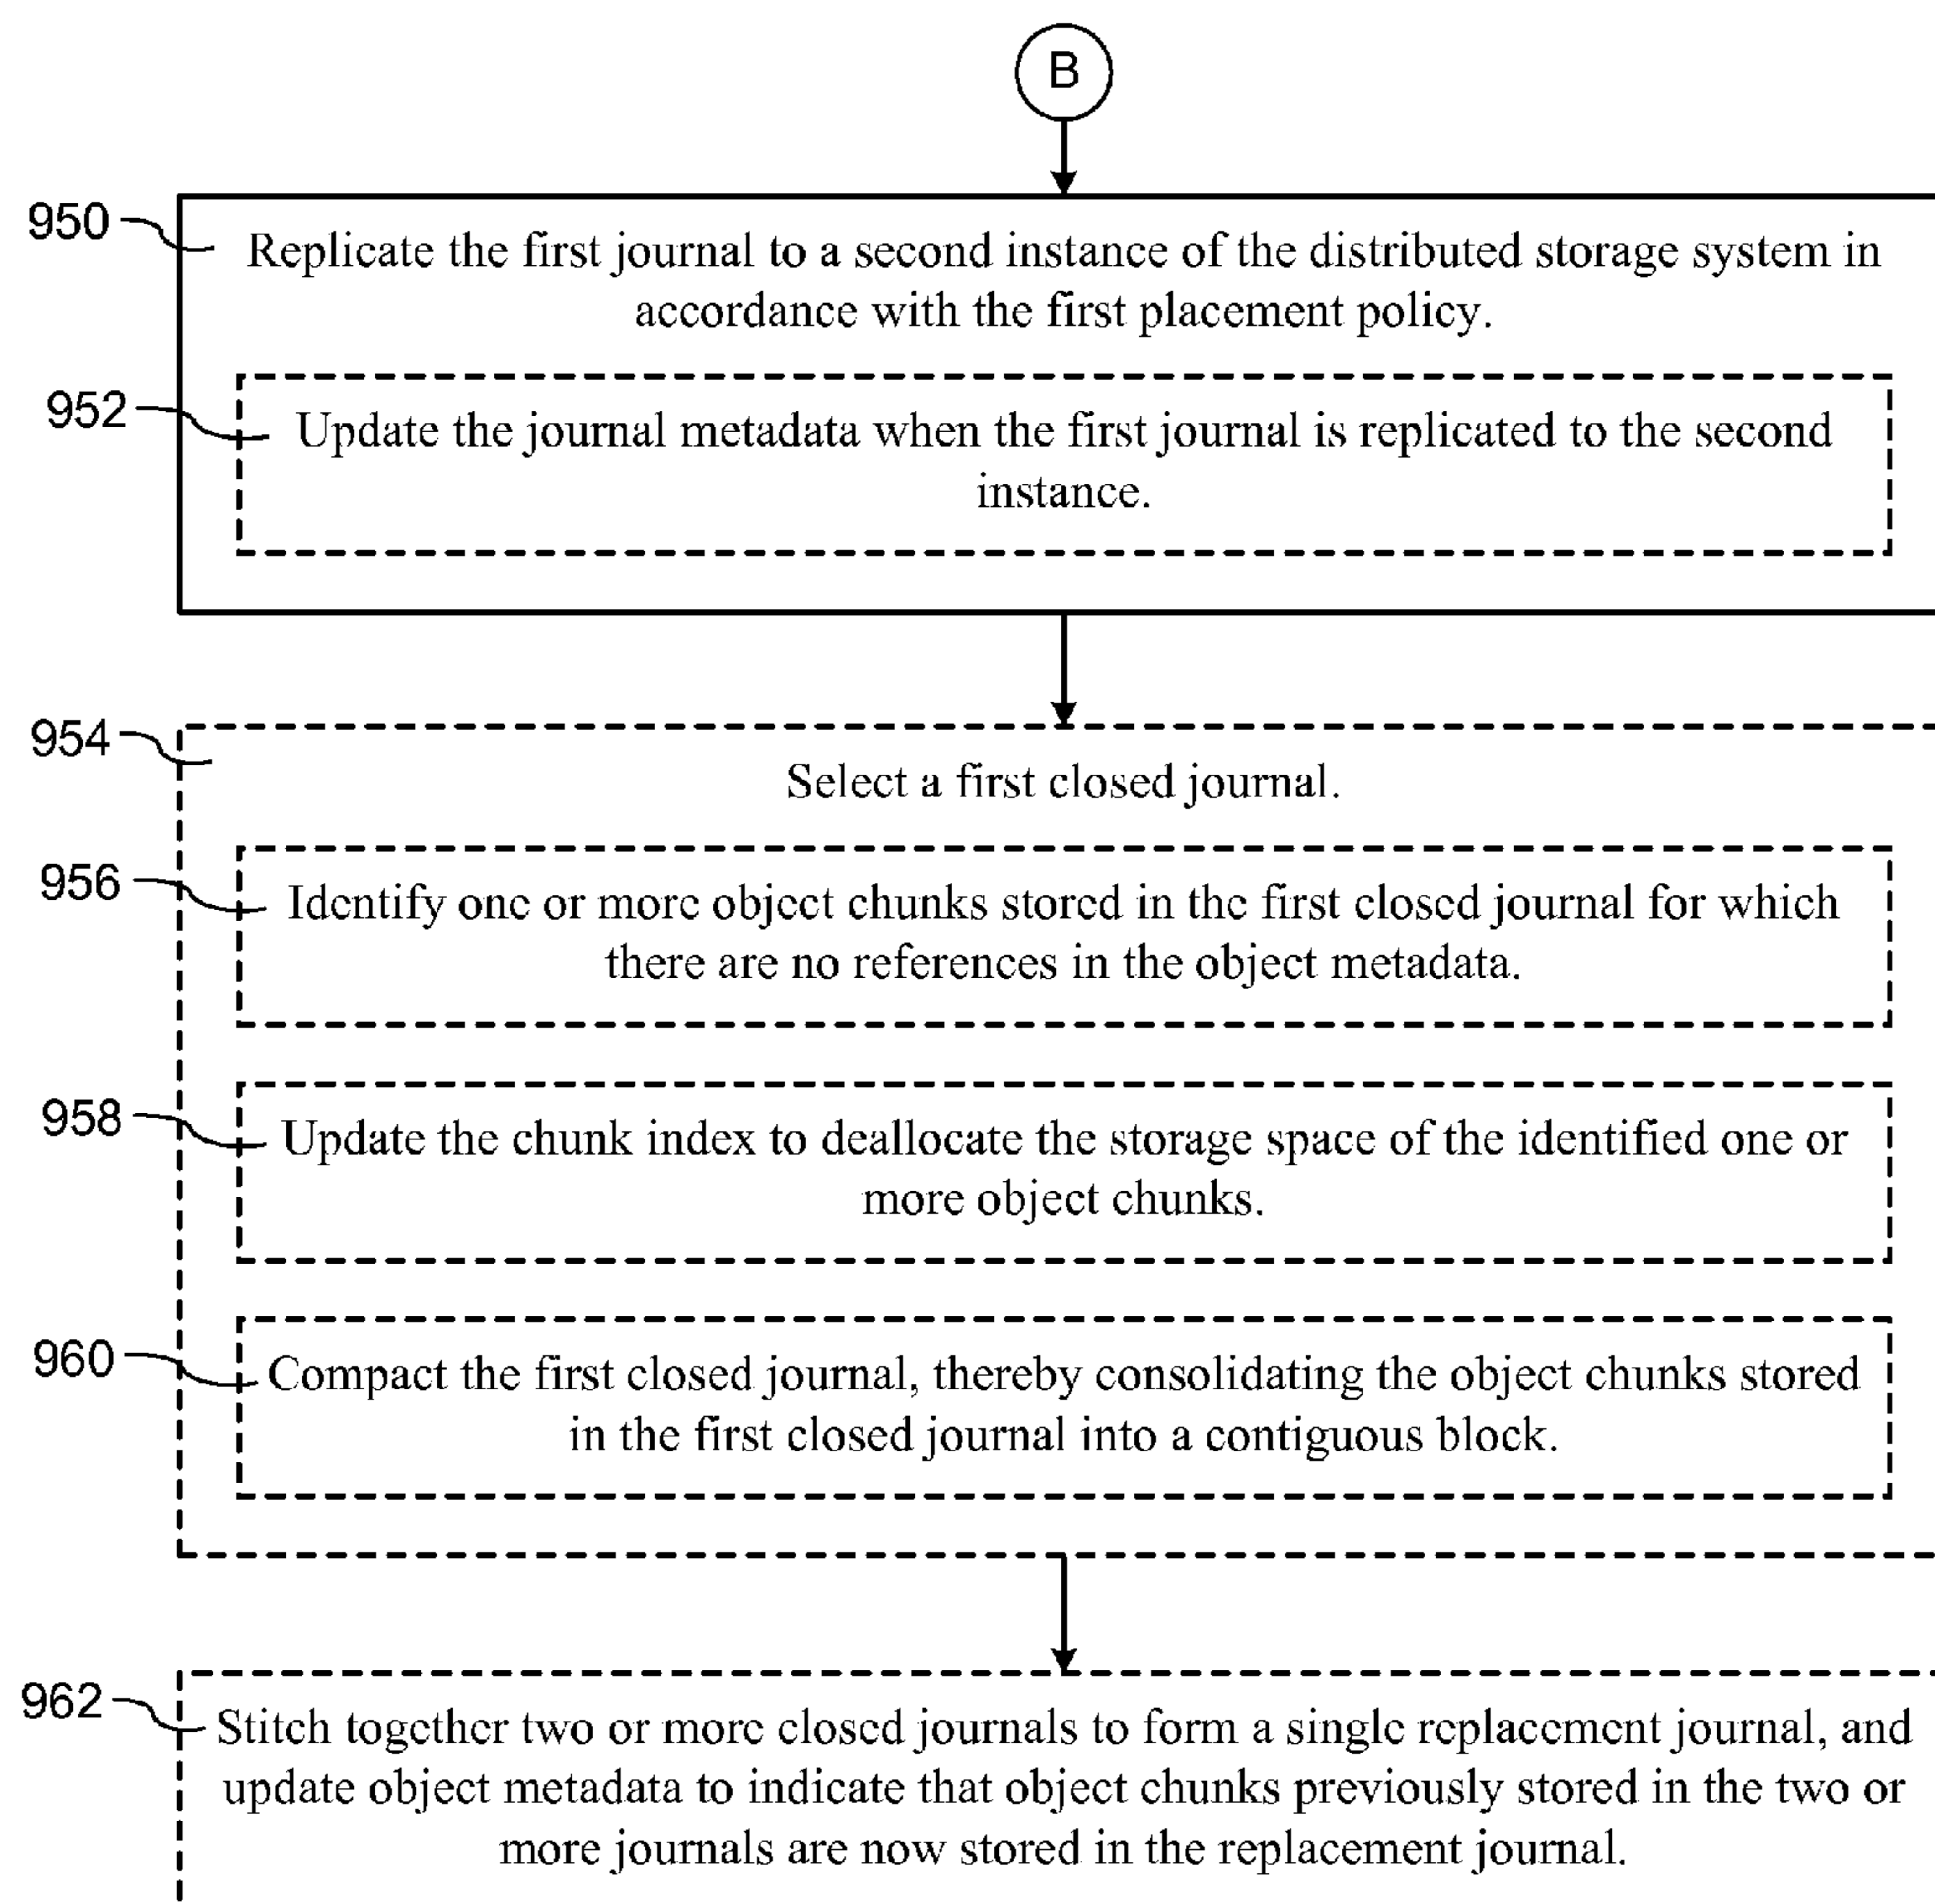 B
950
Replicate the first journal to a second instance of the distributed storage system in
accordance with the first placement policy.
952
Update the journal metadata when the first journal is replicated to the second
instance.
954
Select a first closed journal.
956
Identify one or more object chunks stored in the first closed journal for which
there are no references in the object metadata.
958
Update the chunk index to deallocate the storage space of the identified one or
more object chunks.
960
Compact the first closed journal, thereby consolidating the object chunks stored
in the first closed journal into a contiguous block.
962
Stitch together two or more closed journals to form a single replacement journal, and
update object metadata to indicate that object chunks previously stored in the two or
more journals are now stored in the replacement journal.